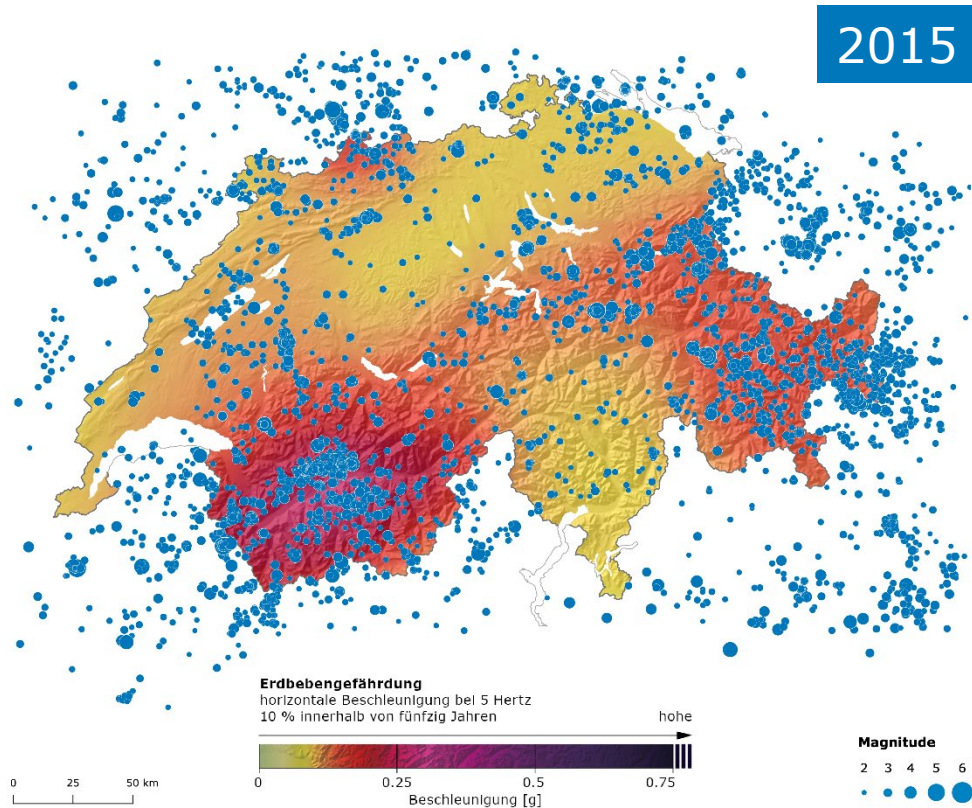 2015
Erdbebengefährdung
horizontale Beschleunigung bei 5 Hertz
10 % innerhalb von fünfzig Jahren
hohe
0 0.25 0.5 0.75
Beschleunigung [g]
0 25 50 km
Magnitude
2 3 4 5 6